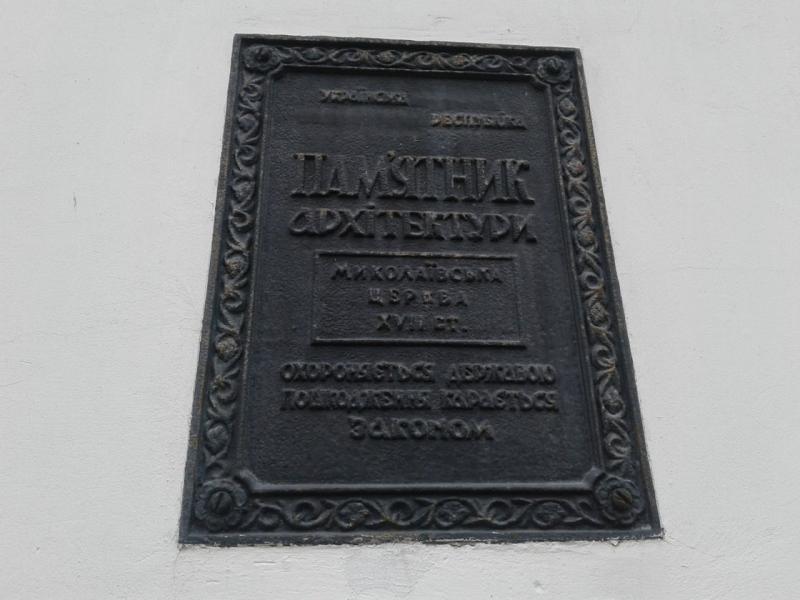 УКРАЇНСЬКА
РЕСПУБЛІКА
ПАМ'ЯТНИК
АРХІТЕКТУРИ
МИКОЛАЇВСЬКА
ЦЕРКВА
XVII СТ.
ОХОРОНЯЄТЬСЯ ДЕРЖАВОЮ
ПОШКОДЖЕННЯ КАРАЄТЬСЯ
ЗАКОНОМ